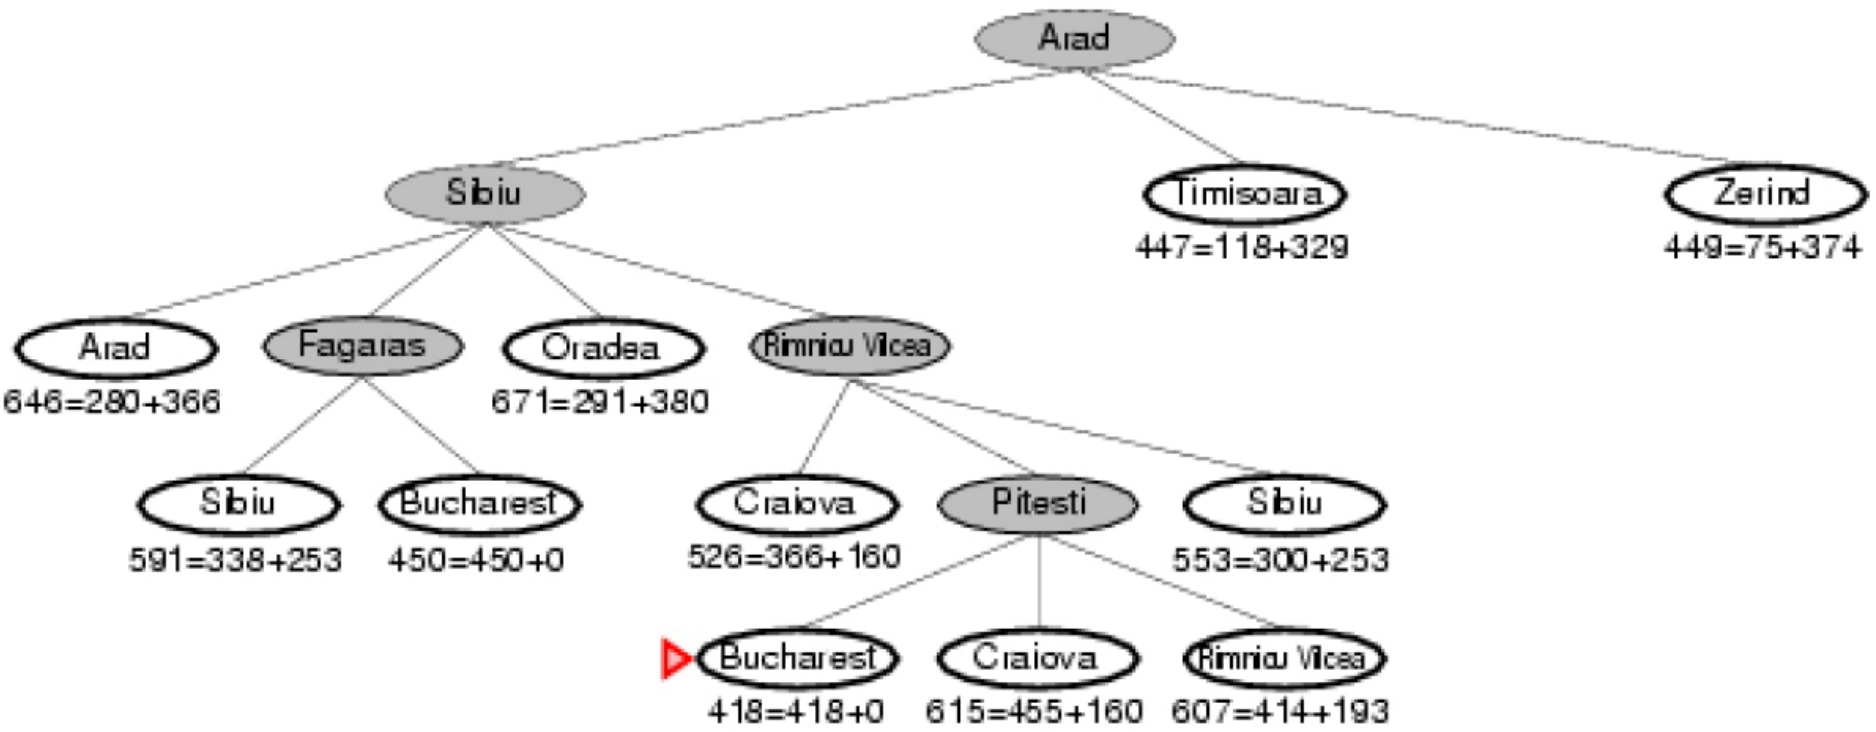 Arad
Sibiu Timisoara Zerind
447=118+329 449=75+374
Arad Fagaras Oradea Rimnicu Vilcea
646=280+366 671=291+380
Sibiu Bucharest Craiova Pitesti Sibiu
591=338+253 450=450+0 526=366+160 553=300+253
Bucharest Craiova Rimnicu Vilcea
418=418+0 615=455+160 607=414+193